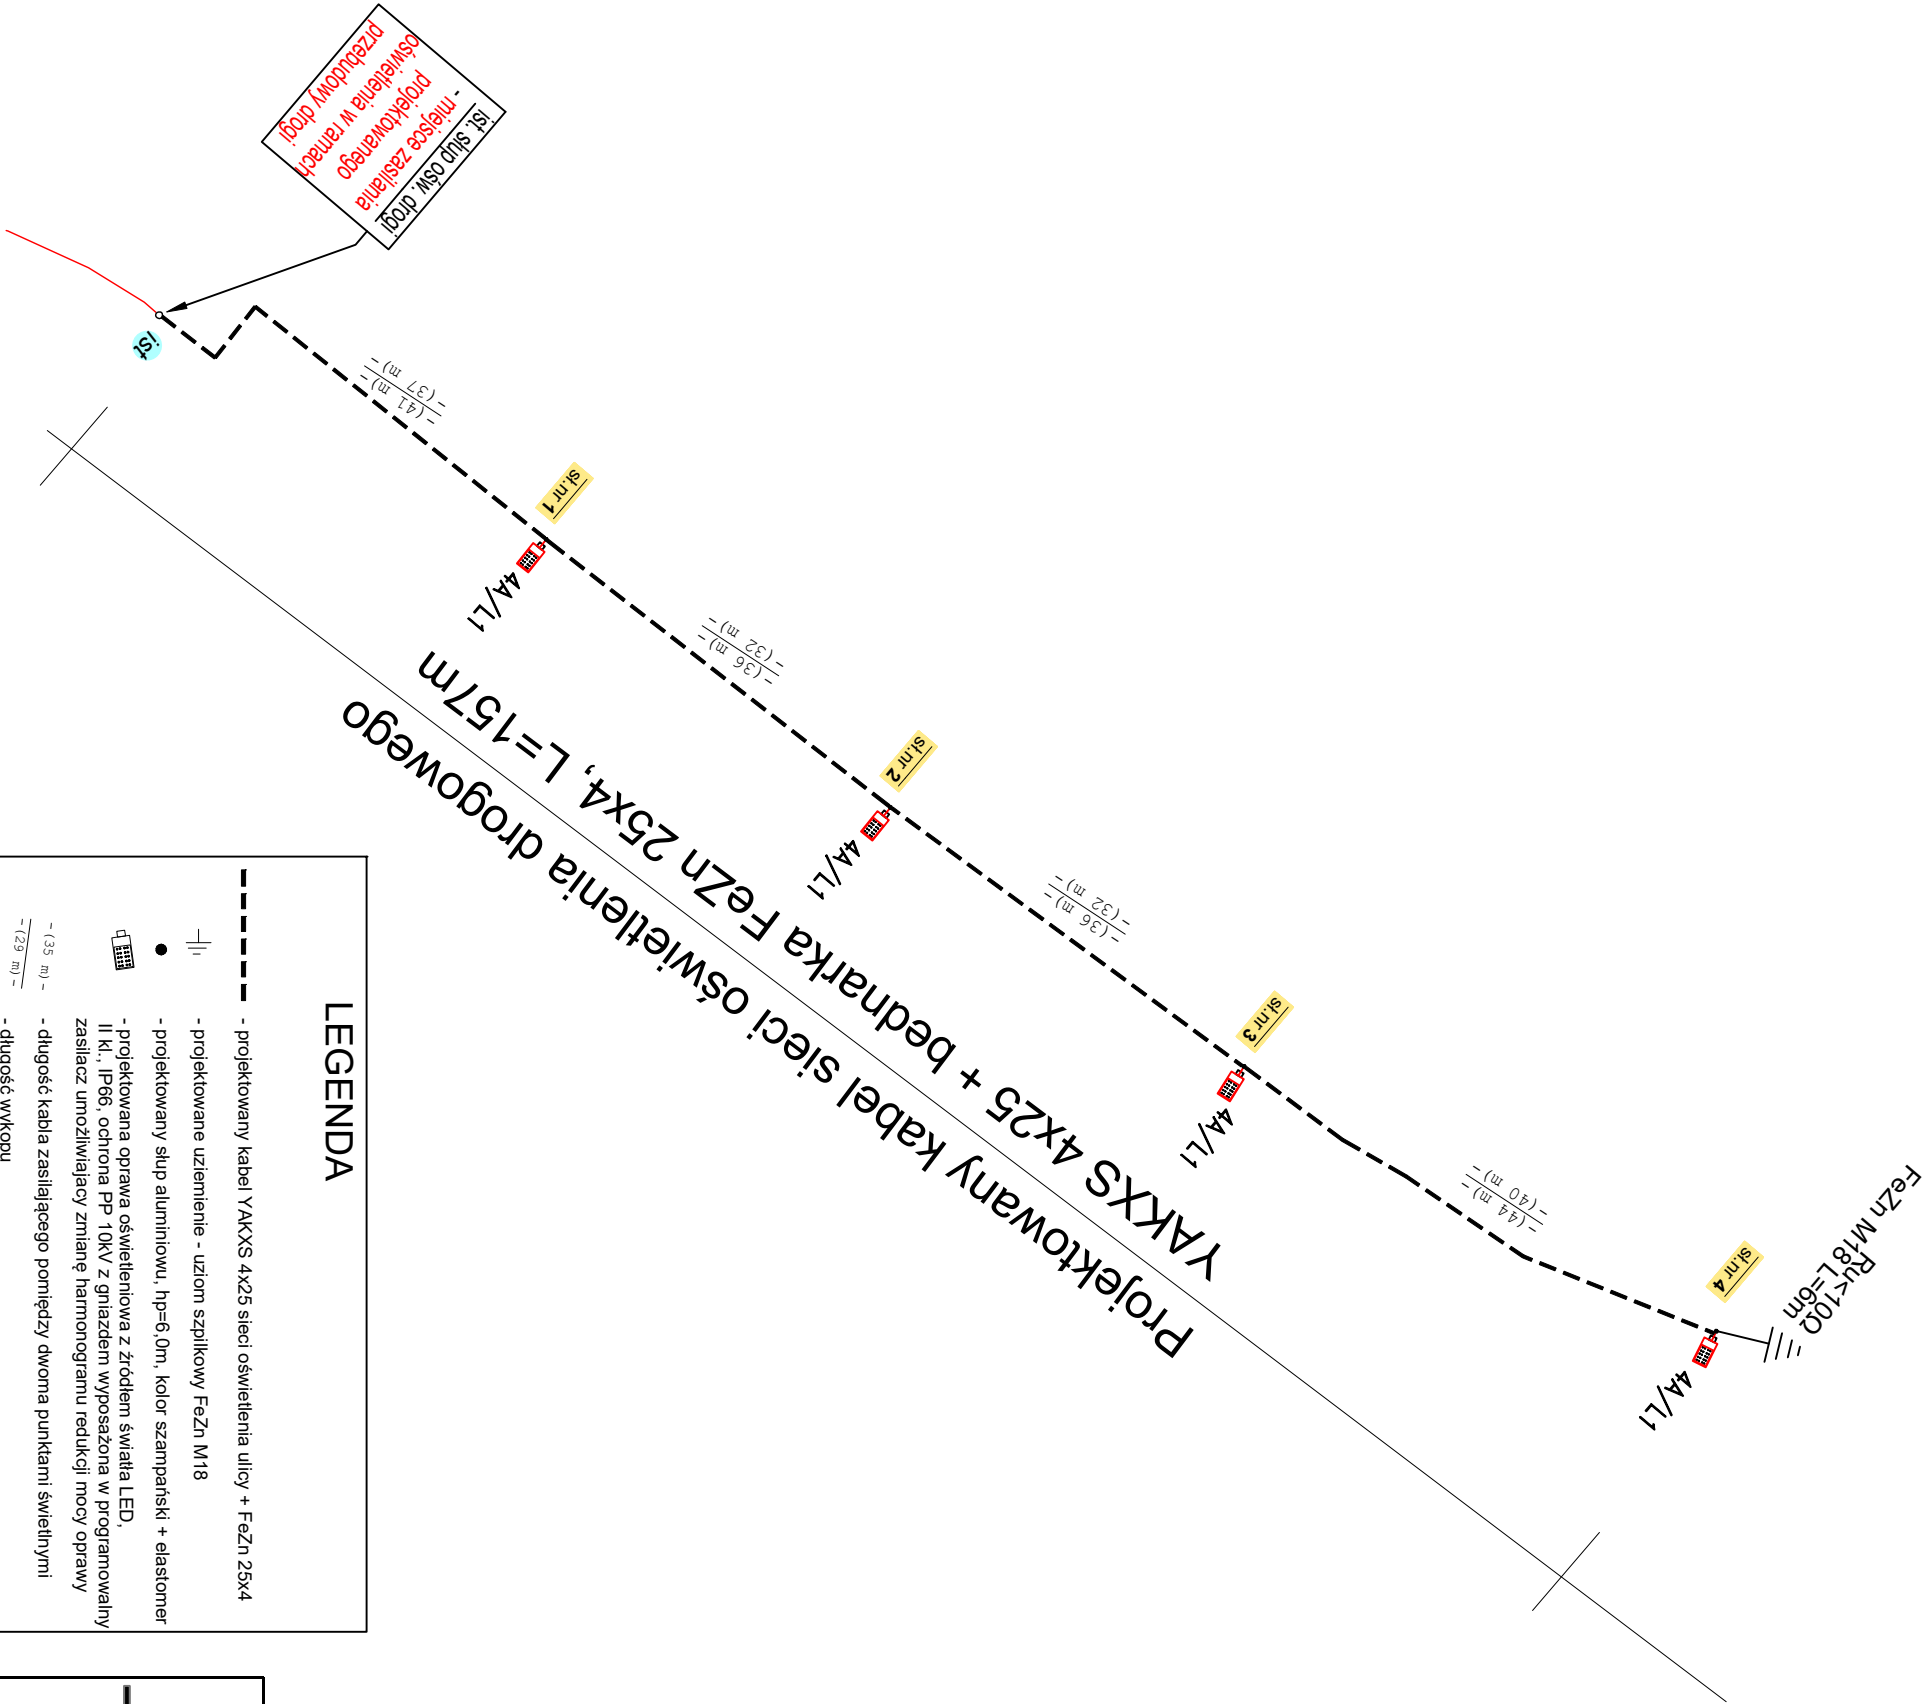 ist. słup ośw. drogi
- miejsce zasilania
projektowanego
oświetlenia w ramach
przebudowy drogi
ist
-(41 m)-
-(37 m)-
sł.nr 1
4A/L1
-(36 m)-
-(32 m)-
sł.nr 2
4A/L1
-(36 m)-
-(32 m)-
sł.nr 3
4A/L1
-(44 m)-
-(40 m)-
sł.nr 4
4A/L1
FeZn M18 L=6m
Ru<10Ω
Projektowany kabel sieci oświetlenia drogowego
YAKXS 4x25 + bednarka FeZn 25x4, L=157m
LEGENDA
- projektowany kabel YAKXS 4x25 sieci oświetlenia ulicy + FeZn 25x4
- projektowane uziemienie - uziom szpilkowy FeZn M18
- projektowany słup aluminiowu, hp=6,0m, kolor szampański + elastomer
- projektowana oprawa oświetleniowa z źródłem światła LED,
II kl., IP66, ochrona PP 10kV z gniazdem wyposażona w programowalny
zasilacz umożliwiający zmianę harmonogramu redukcji mocy oprawy
-(35 m)-
- długość kabla zasilającego pomiędzy dwoma punktami świetlnymi
-(29 m)-
- długość wykopu